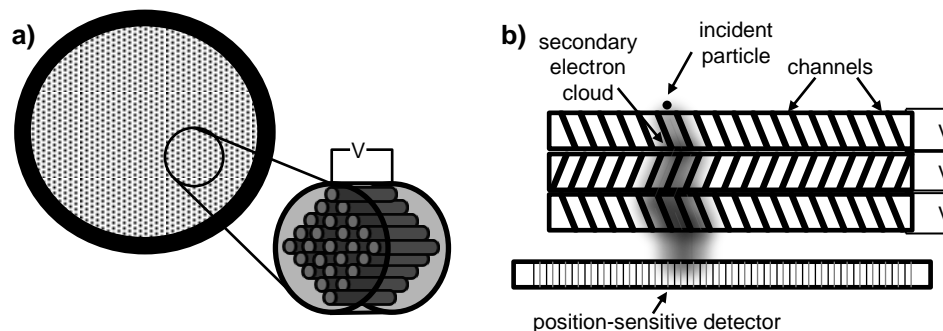 a)
V
b)
secondary
electron
cloud
incident
particle
channels
V
V
V
position-sensitive detector